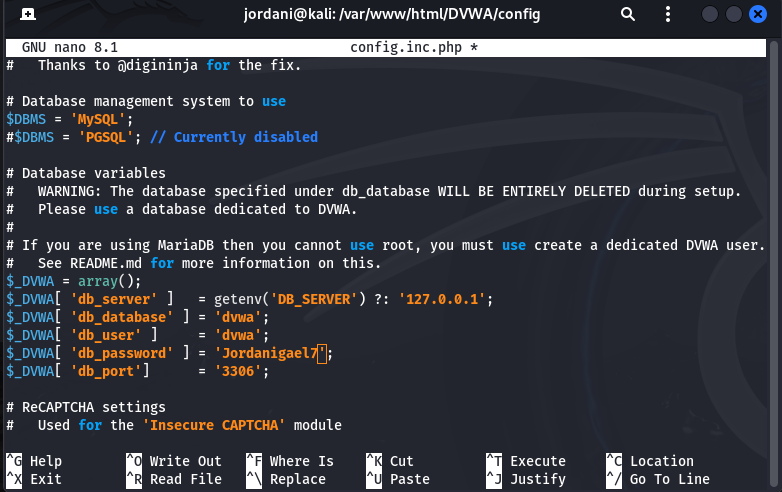 jordani@kali: /var/www/html/DVWA/config
GNU nano 8.1 config.inc.php *
#   Thanks to @digininja for the fix.
# Database management system to use
$DBMS = 'MySQL';
#$DBMS = 'PGSQL'; // Currently disabled
# Database variables
#   WARNING: The database specified under db_database WILL BE ENTIRELY DELETED during setup.
#   Please use a database dedicated to DVWA.
#
# If you are using MariaDB then you cannot use root, you must use create a dedicated DVWA user.
#   See README.md for more information on this.
$_DVWA = array();
$_DVWA[ 'db_server' ]   = getenv('DB_SERVER') ?: '127.0.0.1';
$_DVWA[ 'db_database' ] = 'dvwa';
$_DVWA[ 'db_user' ]     = 'dvwa';
$_DVWA[ 'db_password' ] = 'Jordanigael7';
$_DVWA[ 'db_port']      = '3306';
# ReCAPTCHA settings
#   Used for the 'Insecure CAPTCHA' module
^G Help ^O Write Out ^F Where Is ^K Cut ^T Execute ^C Location
^X Exit ^R Read File ^\ Replace ^U Paste ^J Justify ^/ Go To Line